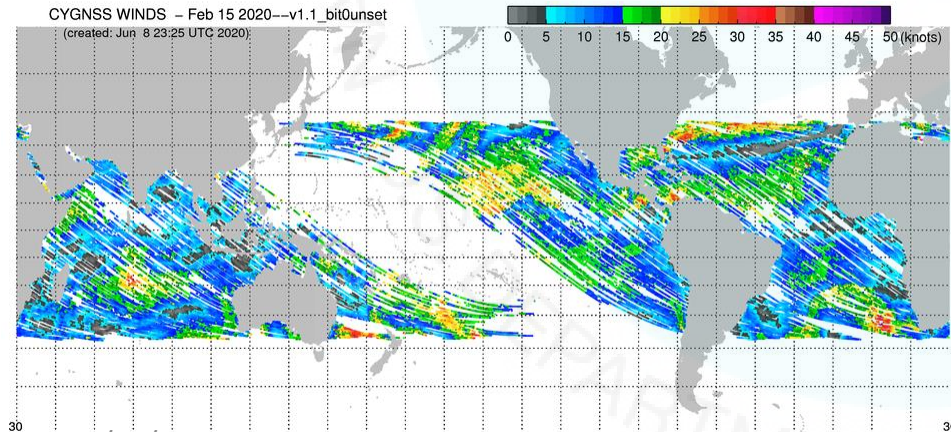 CYGNSS WINDS – Feb 15 2020––v1.1_bit0unset
(created: Jun 8 23:25 UTC 2020)
0 5 10 15 20 25 30 35 40 45 50(knots)
30